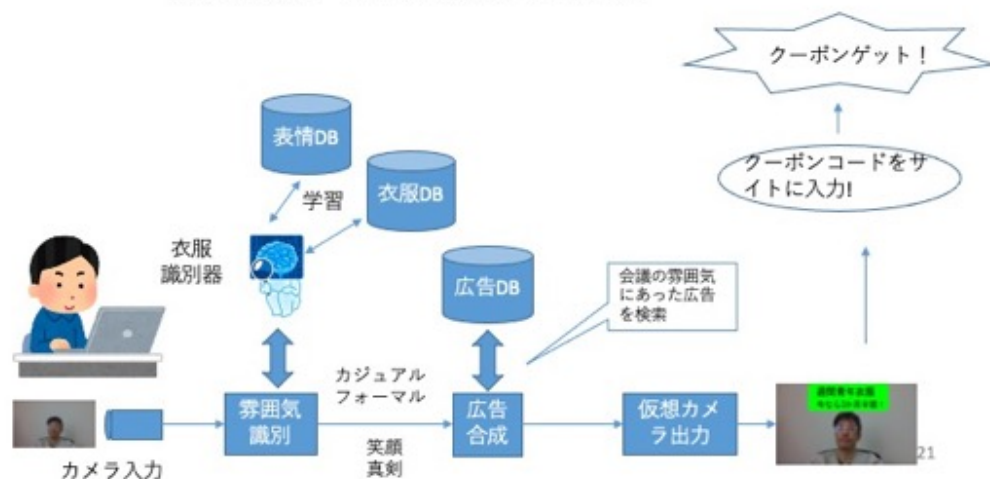 クーポンゲット！
クーポンコードをサ
イトに入力!
表情DB
学習
衣服DB
衣服
識別器
広告DB
会議の雰囲気
にあった広告
を検索
カジュアル
フォーマル
雰囲気
識別
笑顔
真剣
広告
合成
仮想カメ
ラ出力
カメラ入力
21